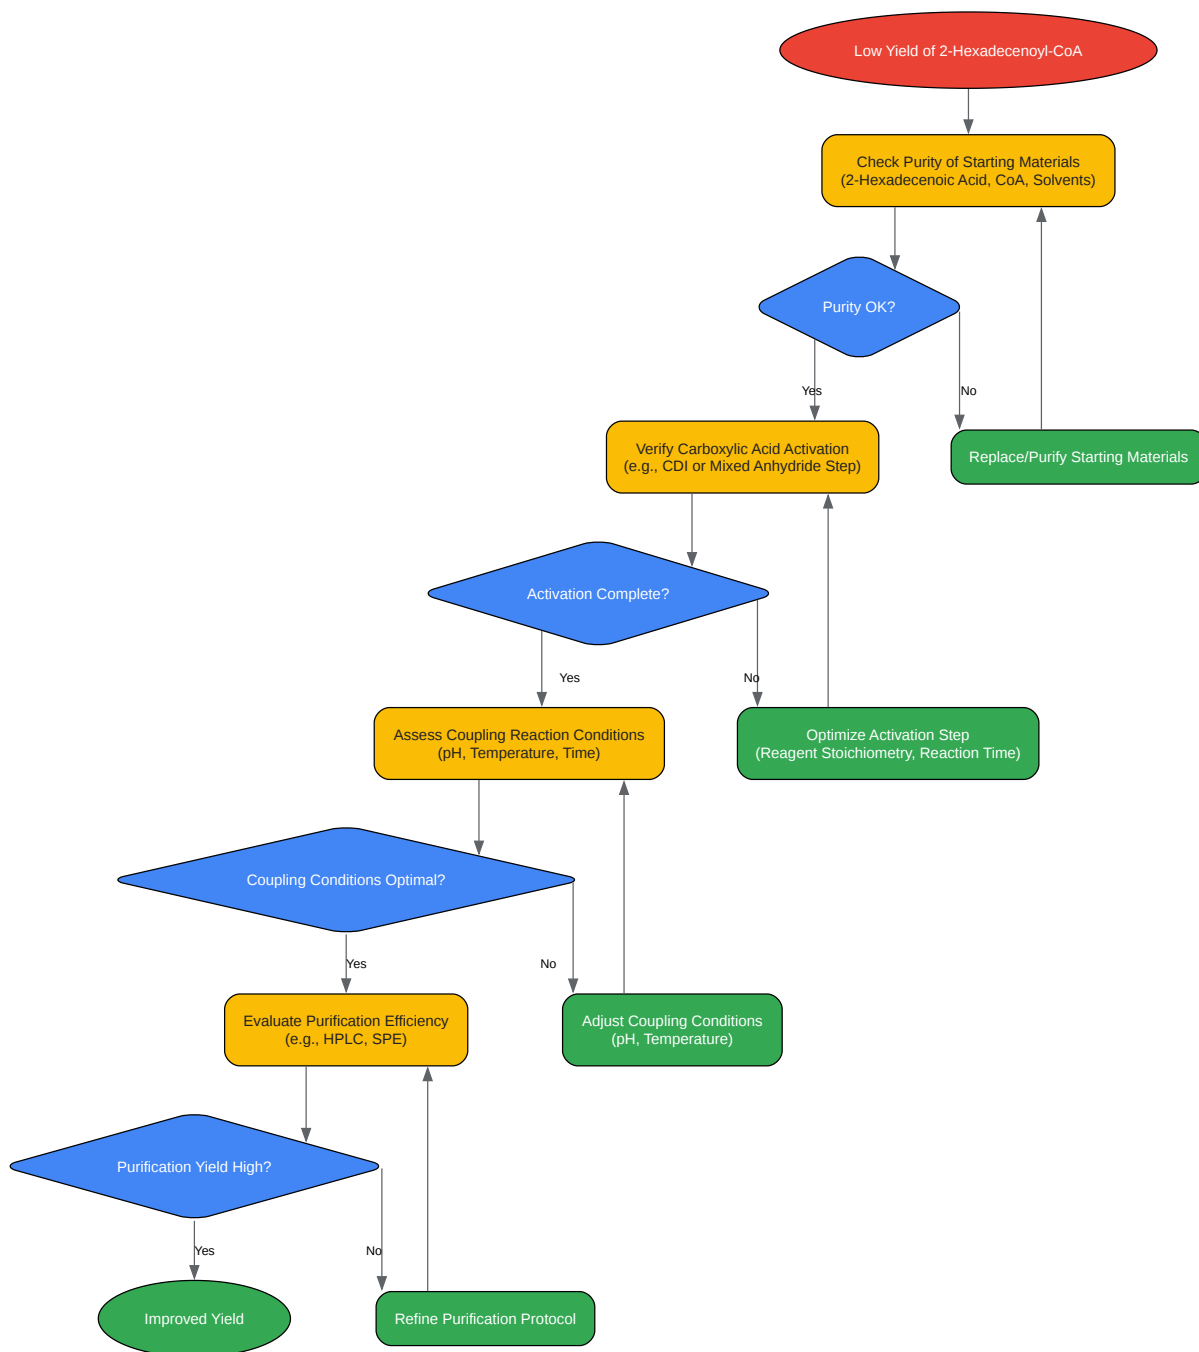 Low Yield of 2-Hexadecenoyl-CoA
Check Purity of Starting Materials
(2-Hexadecenoic Acid, CoA, Solvents)
Purity OK?
Yes
No
Verify Carboxylic Acid Activation
(e.g., CDI or Mixed Anhydride Step)
Replace/Purify Starting Materials
Activation Complete?
Yes
No
Assess Coupling Reaction Conditions
(pH, Temperature, Time)
Optimize Activation Step
(Reagent Stoichiometry, Reaction Time)
Coupling Conditions Optimal?
Yes
No
Evaluate Purification Efficiency
(e.g., HPLC, SPE)
Adjust Coupling Conditions
(pH, Temperature)
Purification Yield High?
Yes
No
Improved Yield
Refine Purification Protocol